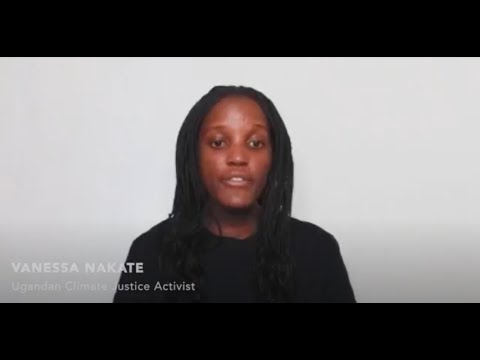 VANESSA NAKATE
Ugandan Climate Justice Activist